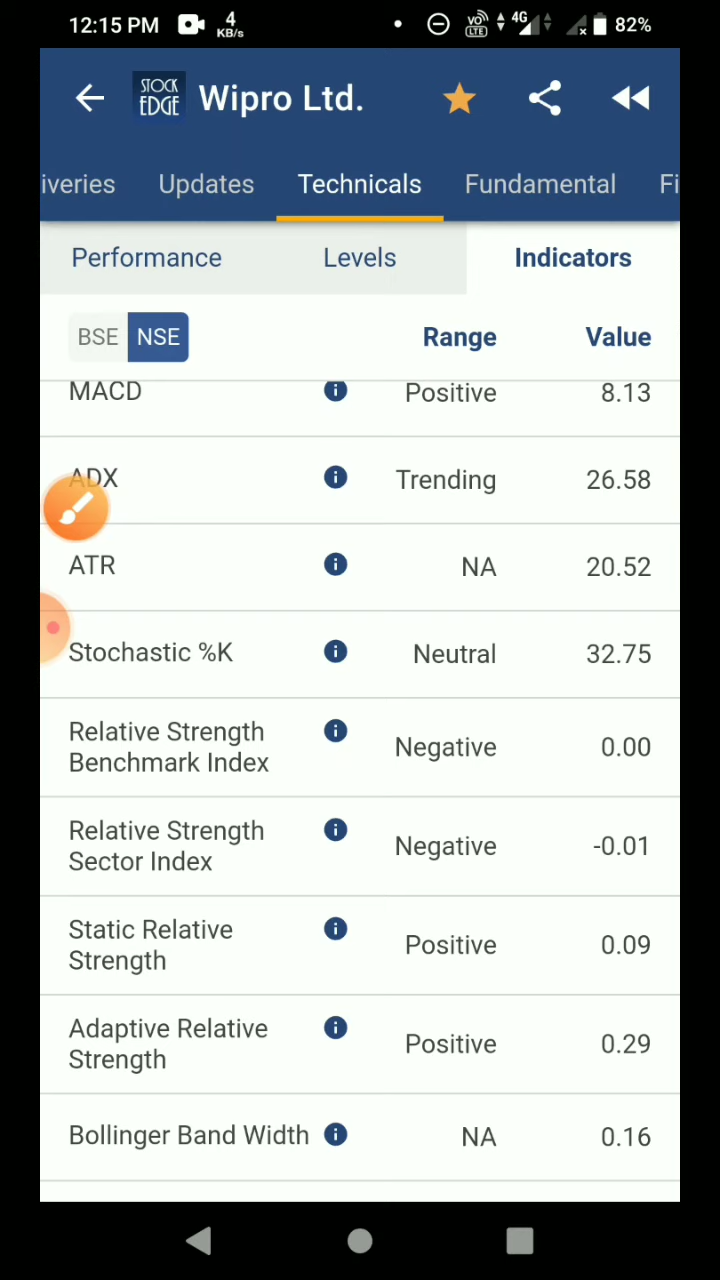 12:15 PM 4 KB/s VO LTE 4G 82%
STOCK EDGE Wipro Ltd.
iveries Updates Technicals Fundamental Fi
Performance Levels Indicators
BSE NSE Range Value
MACD Positive 8.13
ADX Trending 26.58
ATR NA 20.52
Stochastic %K Neutral 32.75
Relative Strength
Benchmark Index Negative 0.00
Relative Strength
Sector Index Negative -0.01
Static Relative
Strength Positive 0.09
Adaptive Relative
Strength Positive 0.29
Bollinger Band Width NA 0.16